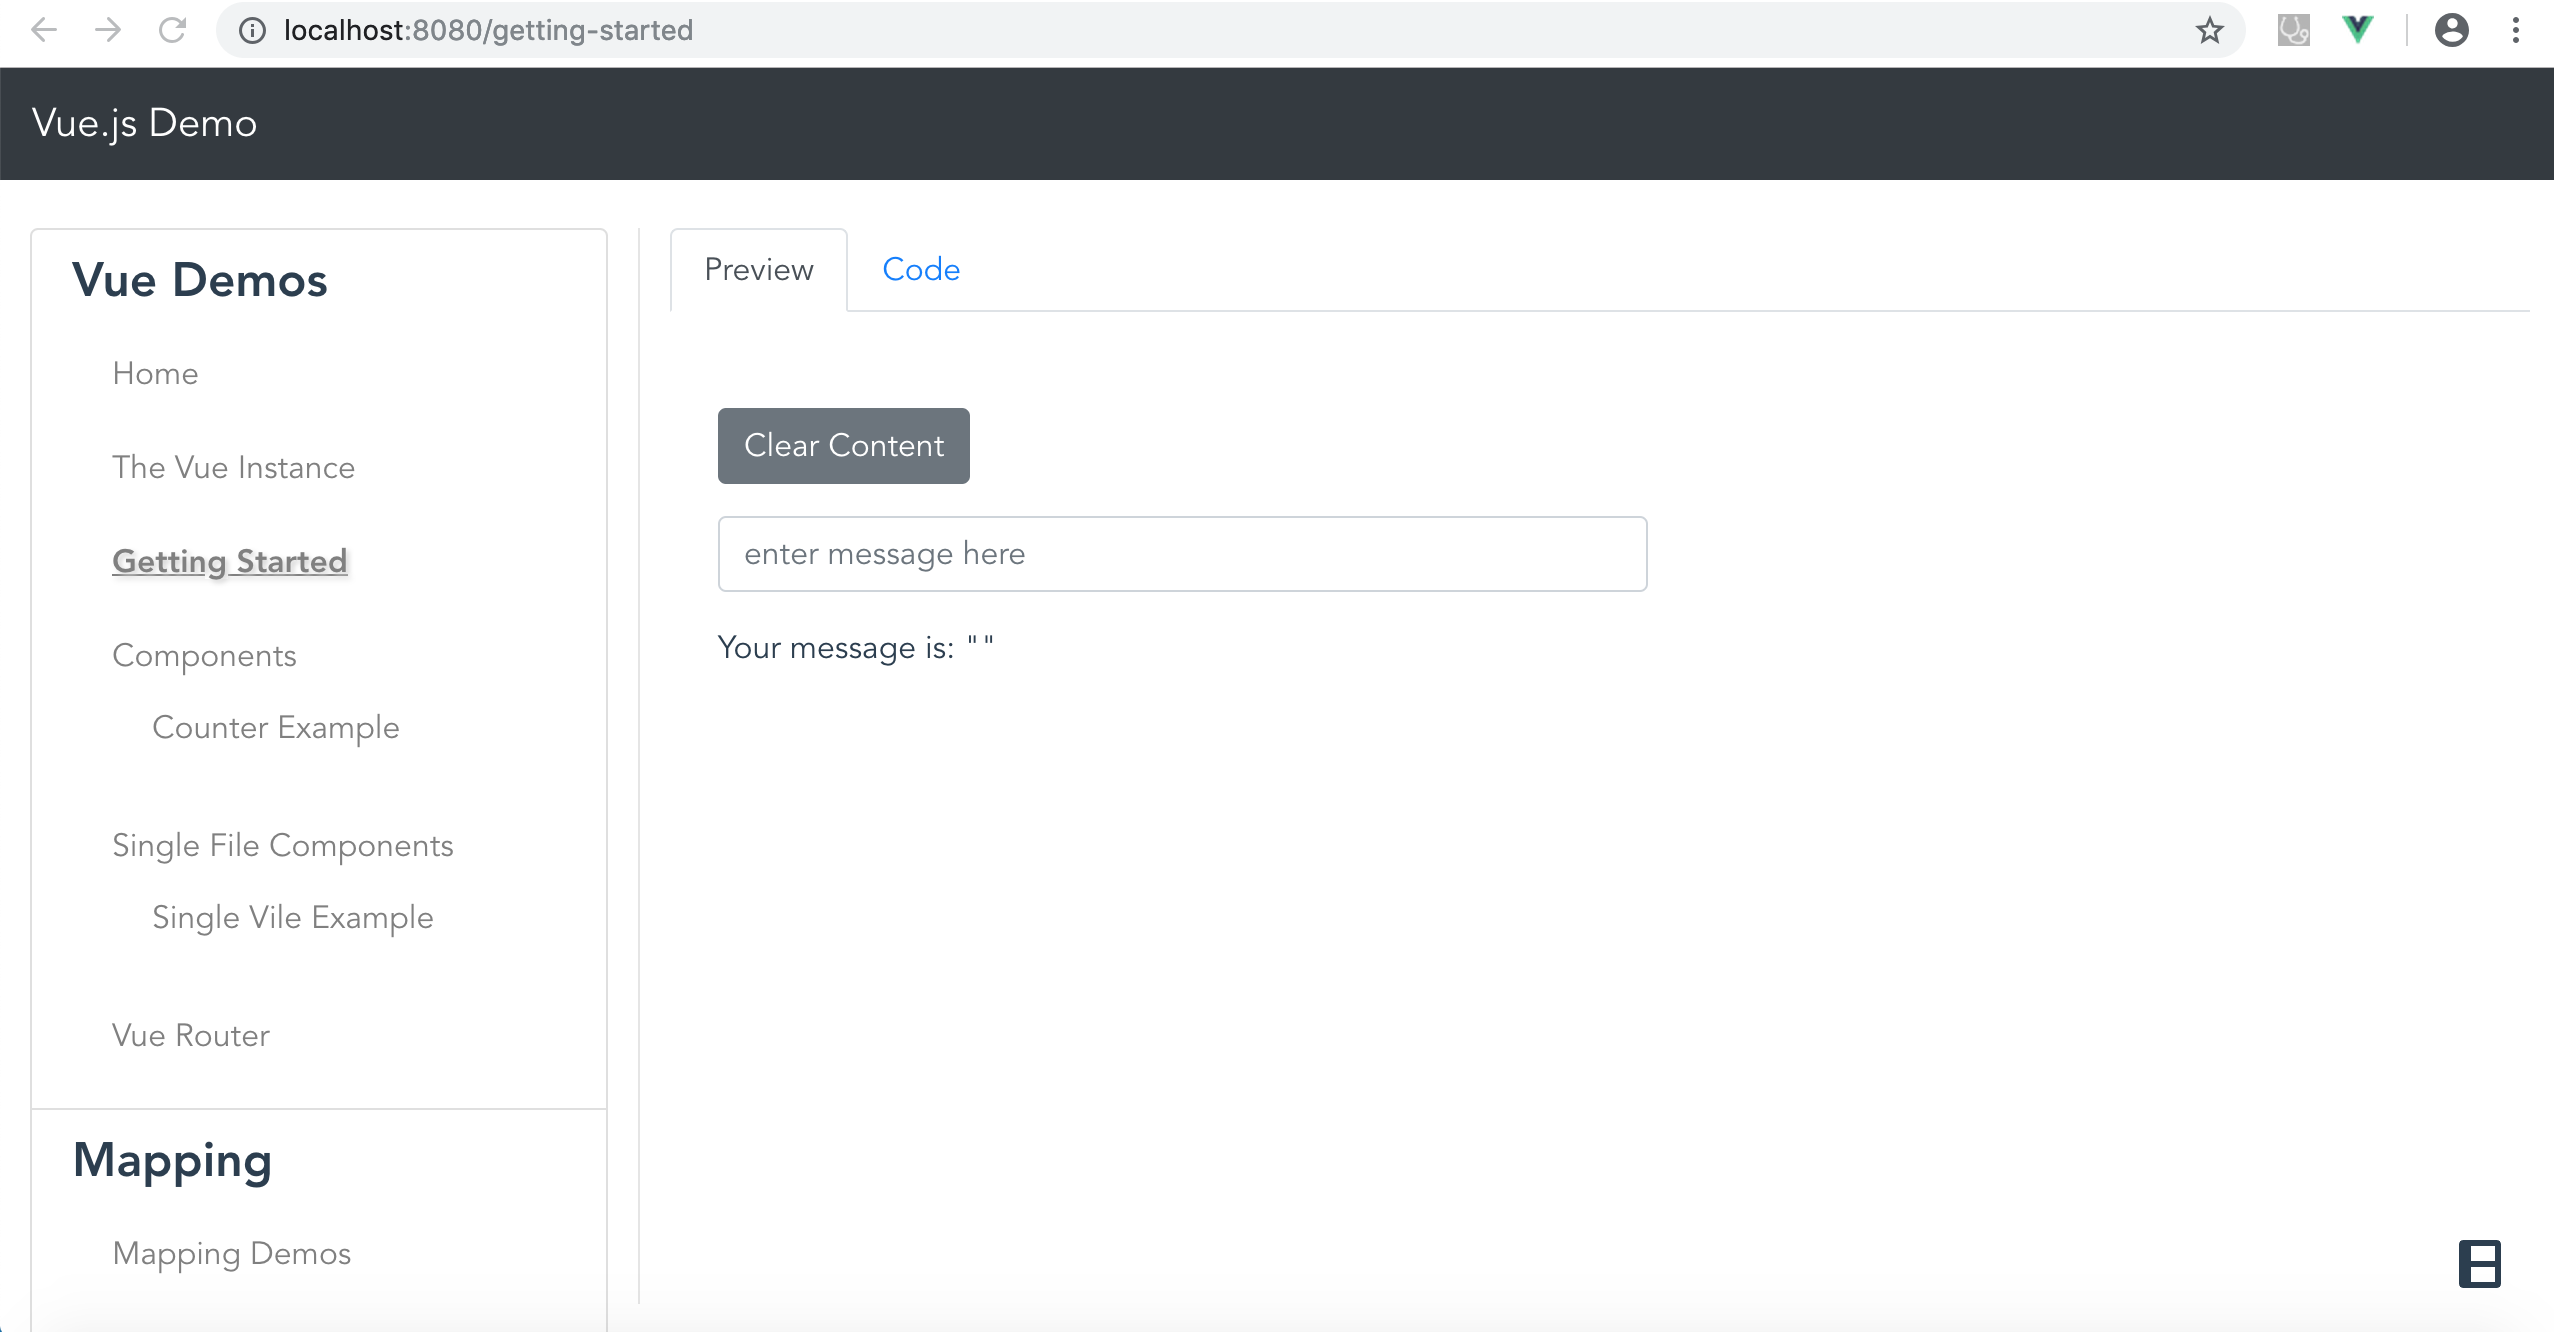 localhost:8080/getting-started
Vue.js Demo
Vue Demos
Home
The Vue Instance
Getting Started
Components
Counter Example
Single File Components
Single Vile Example
Vue Router
Mapping
Mapping Demos
Preview
Code
Clear Content
enter message here
Your message is: ""